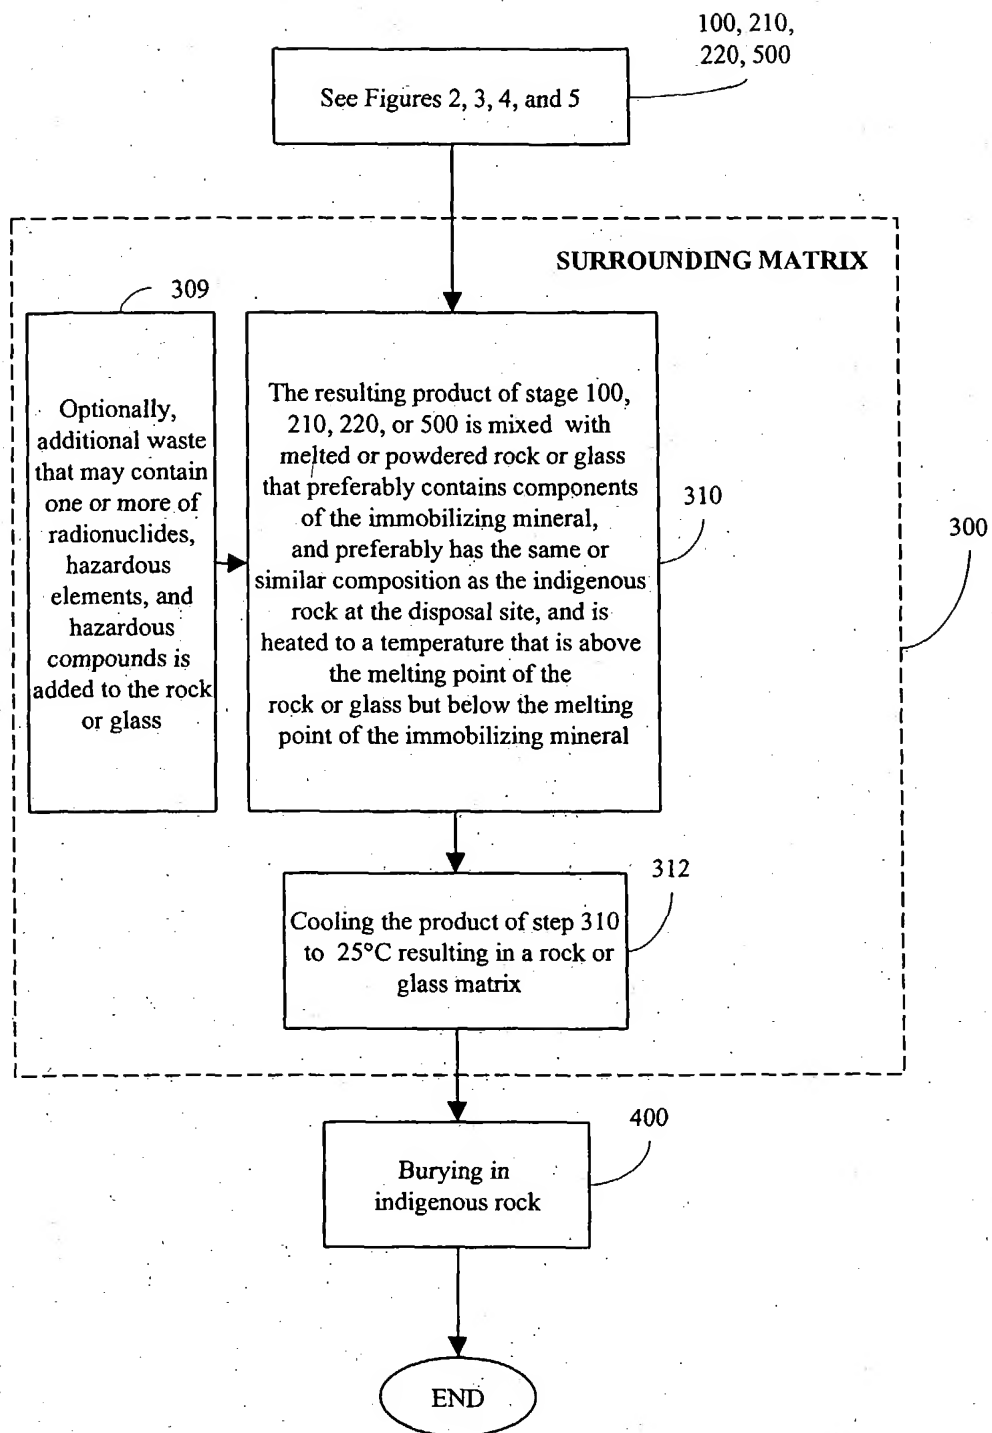 100, 210,
220, 500
See Figures 2, 3, 4, and 5
SURROUNDING MATRIX
309
Optionally,
additional waste
that may contain
one or more of
radionuclides,
hazardous
elements, and
hazardous
compounds is
added to the rock
or glass
The resulting product of stage 100,
210, 220, or 500 is mixed with
melted or powdered rock or glass
that preferably contains components
of the immobilizing mineral,
and preferably has the same or
similar composition as the indigenous
rock at the disposal site, and is
heated to a temperature that is above
the melting point of the
rock or glass but below the melting
point of the immobilizing mineral
310
300
312
Cooling the product of step 310
to 25°C resulting in a rock or
glass matrix
400
Burying in
indigenous rock
END